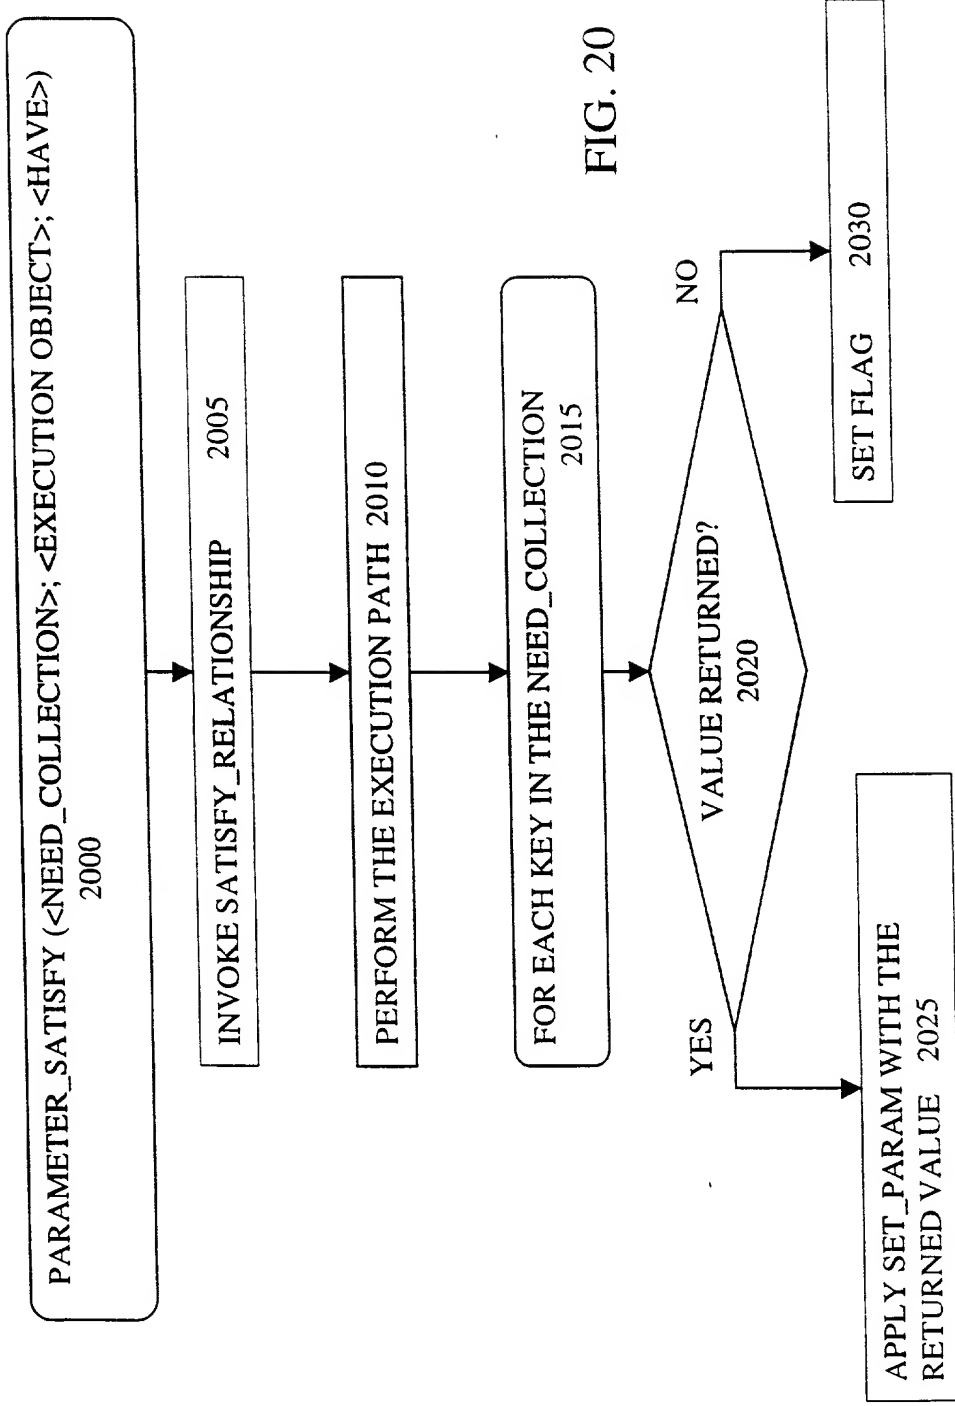 PARAMETER_SATISFY (<NEED_COLLECTION>; <EXECUTION OBJECT>; <HAVE>)
2000
INVOKE SATISFY_RELATIONSHIP 2005
PERFORM THE EXECUTION PATH 2010
FOR EACH KEY IN THE NEED_COLLECTION
2015
VALUE RETURNED?
2020
YES
NO
APPLY SET_PARAM WITH THE
RETURNED VALUE 2025
SET FLAG 2030
FIG. 20